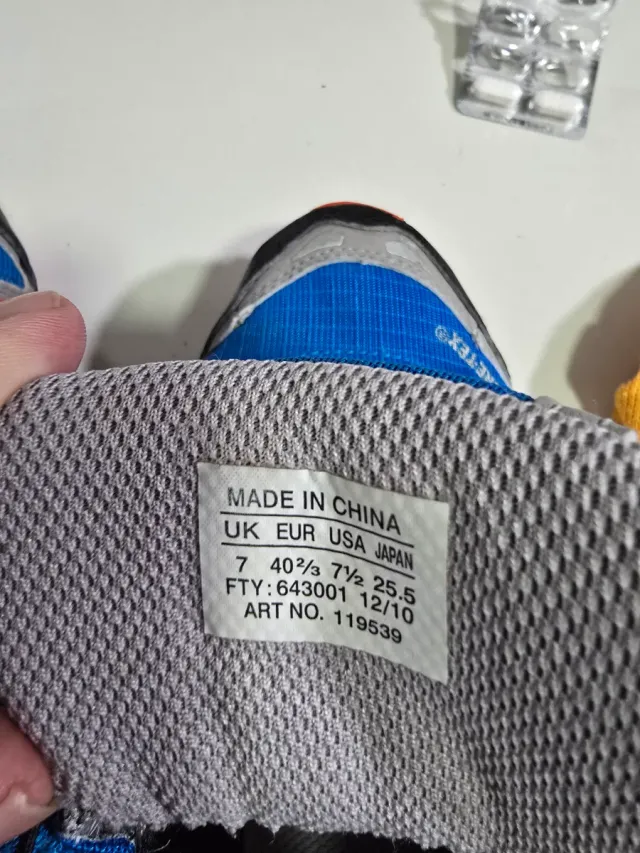 MADE IN CHINA
UK EUR USA JAPAN
7 40⅔ 7½ 25.5
FTY: 643001 12/10
ART NO. 119539